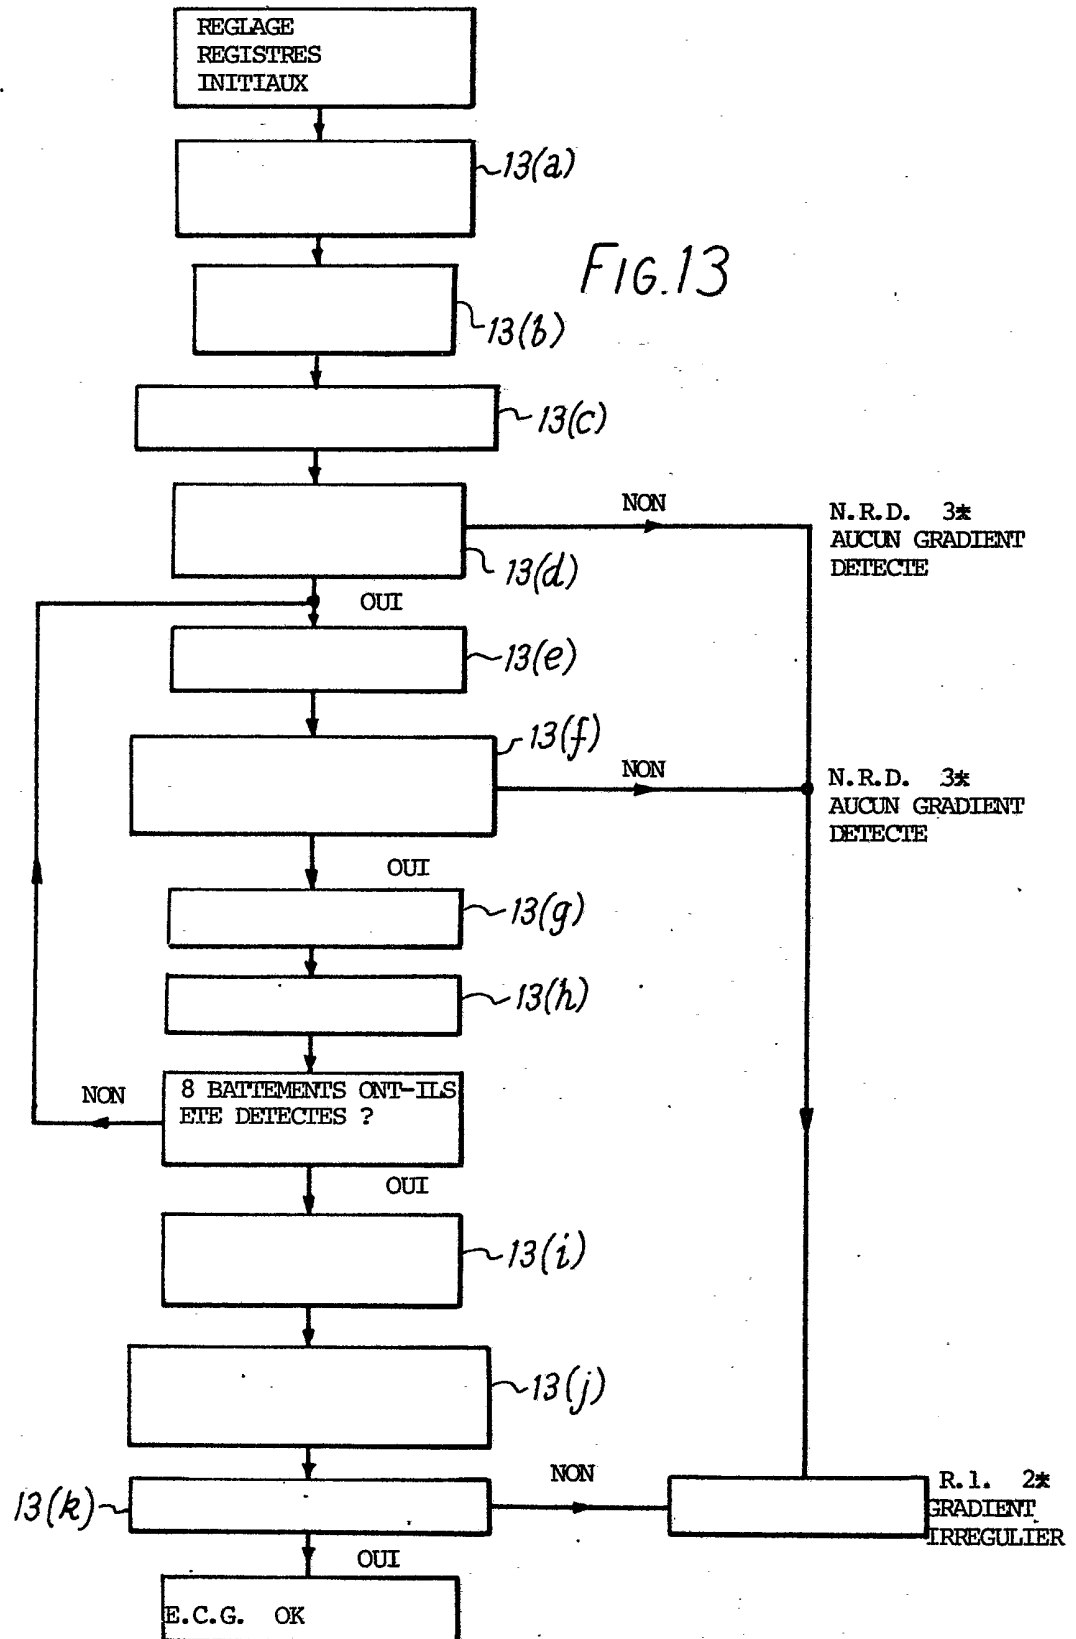 REGLAGE
REGISTRES
INITIAUX
13(a)
FIG.13
13(b)
13(c)
NON
N.R.D. 3*
AUCUN GRADIENT
DETECTE
13(d)
OUI
13(e)
13(f)
NON
N.R.D. 3*
AUCUN GRADIENT
DETECTE
OUI
13(g)
13(h)
8 BATTEMENTS ONT-ILS
ETE DETECTES ?
NON
OUI
13(i)
13(j)
13(k)
NON
R.1. 2*
GRADIENT
IRREGULIER
OUI
E.C.G. OK